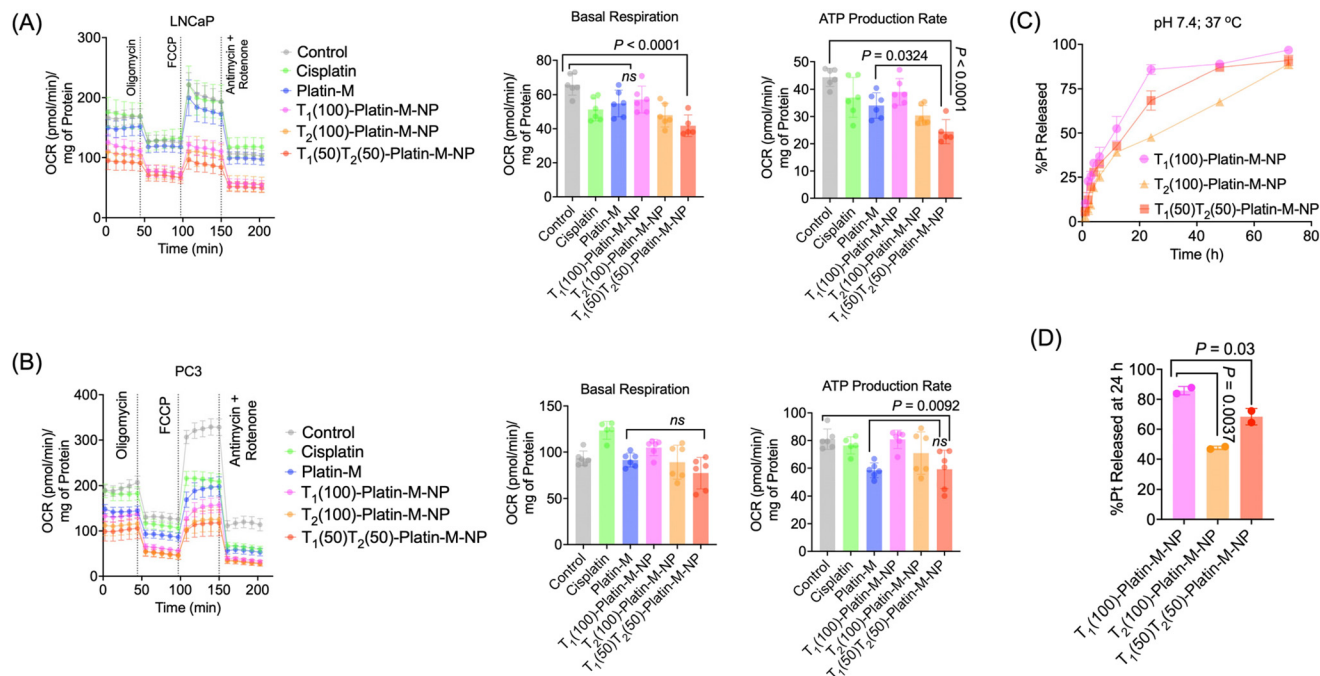 (A)
LNCaP
OCR (pmol/min)/
mg of Protein
300
200
100
0
0 50 100 150 200
Time (min)
Oligomycin
FCCP
Antimycin +
Rotenone
Control
Cisplatin
Platin-M
T₁(100)-Platin-M-NP
T₂(100)-Platin-M-NP
T₁(50)T₂(50)-Platin-M-NP
Basal Respiration
P < 0.0001
ns
OCR (pmol/min)/
mg of Protein
80
60
40
20
0
Control
Cisplatin
Platin-M
T₁(100)-Platin-M-NP
T₂(100)-Platin-M-NP
T₁(50)T₂(50)-Platin-M-NP
ATP Production Rate
P = 0.0324
P < 0.0001
OCR (pmol/min)/
mg of Protein
60
50
40
30
20
10
0
Control
Cisplatin
Platin-M
T₁(100)-Platin-M-NP
T₂(100)-Platin-M-NP
T₁(50)T₂(50)-Platin-M-NP
(B)
PC3
OCR (pmol/min)/
mg of Protein
400
300
200
100
0
0 50 100 150 200
Time (min)
Oligomycin
FCCP
Antimycin +
Rotenone
Control
Cisplatin
Platin-M
T₁(100)-Platin-M-NP
T₂(100)-Platin-M-NP
T₁(50)T₂(50)-Platin-M-NP
Basal Respiration
ns
OCR (pmol/min)/
mg of Protein
150
100
50
0
Control
Cisplatin
Platin-M
T₁(100)-Platin-M-NP
T₂(100)-Platin-M-NP
T₁(50)T₂(50)-Platin-M-NP
ATP Production Rate
P = 0.0092
ns
OCR (pmol/min)/
mg of Protein
100
80
60
40
20
0
Control
Cisplatin
Platin-M
T₁(100)-Platin-M-NP
T₂(100)-Platin-M-NP
T₁(50)T₂(50)-Platin-M-NP
(C)
pH 7.4; 37 ºC
%Pt Released
100
75
50
25
0
0 20 40 60 80
Time (h)
T₁(100)-Platin-M-NP
T₂(100)-Platin-M-NP
T₁(50)T₂(50)-Platin-M-NP
(D)
P = 0.03
P = 0.0037
%Pt Released at 24 h
100
80
60
40
20
0
T₁(100)-Platin-M-NP
T₂(100)-Platin-M-NP
T₁(50)T₂(50)-Platin-M-NP